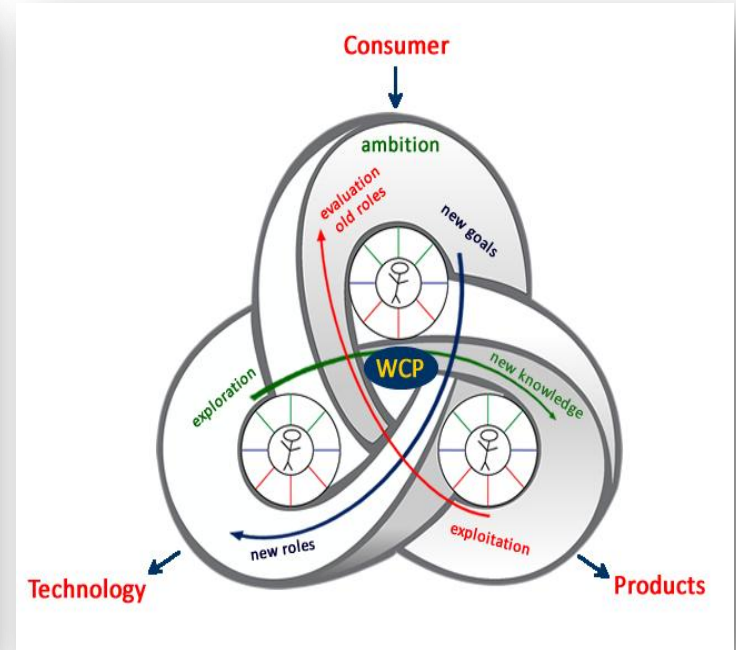 Consumer
ambition
evaluation
old roles
new goals
WCP
exploration
new knowledge
new roles
exploitation
Technology
Products